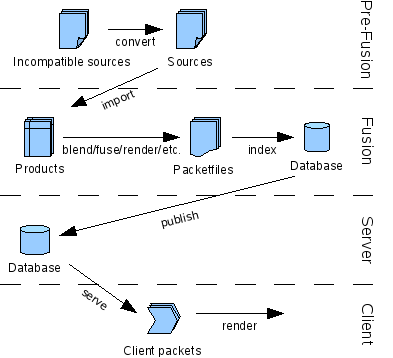 Pre-Fusion
convert
Incompatible sources
Sources
import
Fusion
blend/fuse/render/etc.
index
Products
Packetfiles
Database
publish
Server
Database
serve
Client
render
Client packets